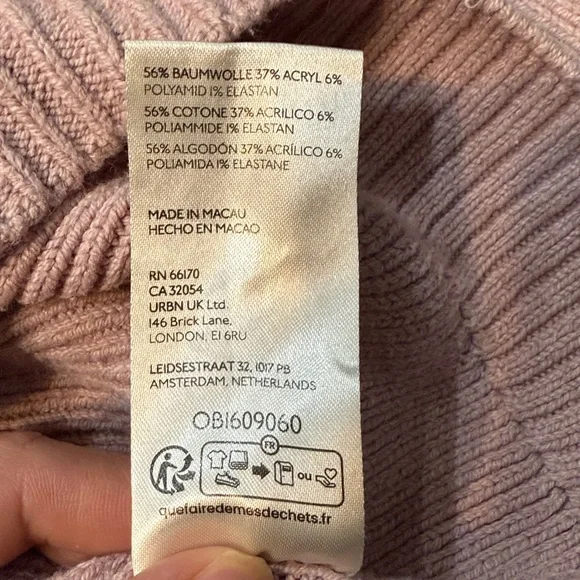 56% BAUMWOLLE 37% ACRYL 6%
POLYAMID 1% ELASTAN
56% COTONE 37% ACRILICO 6%
POLIAMMIDE 1% ELASTAN
56% ALGODÓN 37% ACRÍLICO 6%
POLIAMIDA 1% ELASTANE
MADE IN MACAU
HECHO EN MACAO
RN 66170
CA 32054
URBN UK Ltd.
146 Brick Lane,
LONDON, E1 6RU
LEIDSESTRAAT 32, 1017 PB
AMSTERDAM, NETHERLANDS
OB1609060
FR
OU
quefairedemesdechets.fr